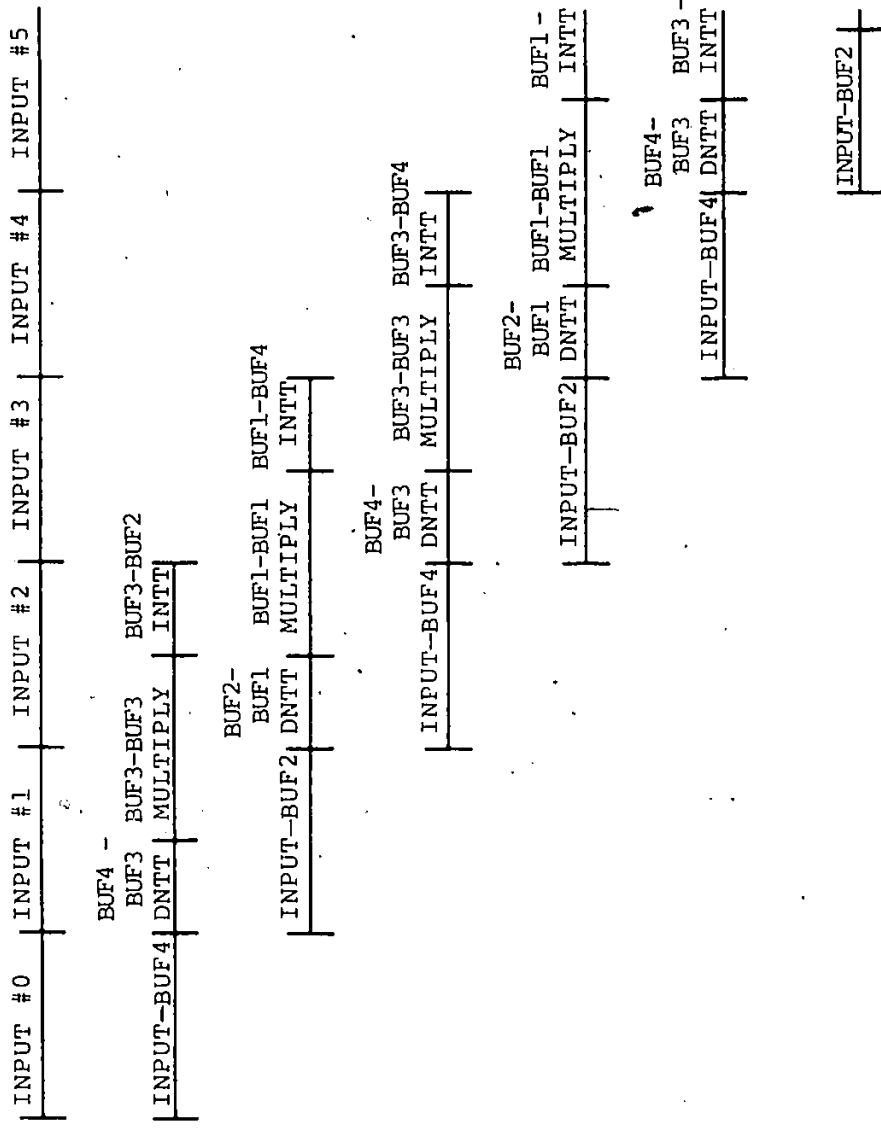 INPUT #0 INPUT #1 INPUT #2 INPUT #3 INPUT #4 INPUT #5
BUF4 -
BUF3 BUF3-BUF3 BUF3-BUF2
INPUT-BUF4 DNTT MULTIPLY INTT
BUF2-
BUF1 BUF1-BUF1 BUF1-BUF4
INPUT-BUF2 DNTT MULTIPLY INTT
BUF4-
BUF3 BUF3-BUF3 BUF3-BUF4
INPUT-BUF4 DNTT MULTIPLY INTT
BUF2-
BUF1 BUF1-BUF1 BUF1-
INPUT-BUF2 DNTT MULTIPLY INTT
BUF4-
BUF3 BUF3-
INPUT-BUF4 DNTT INTT
INPUT-BUF2